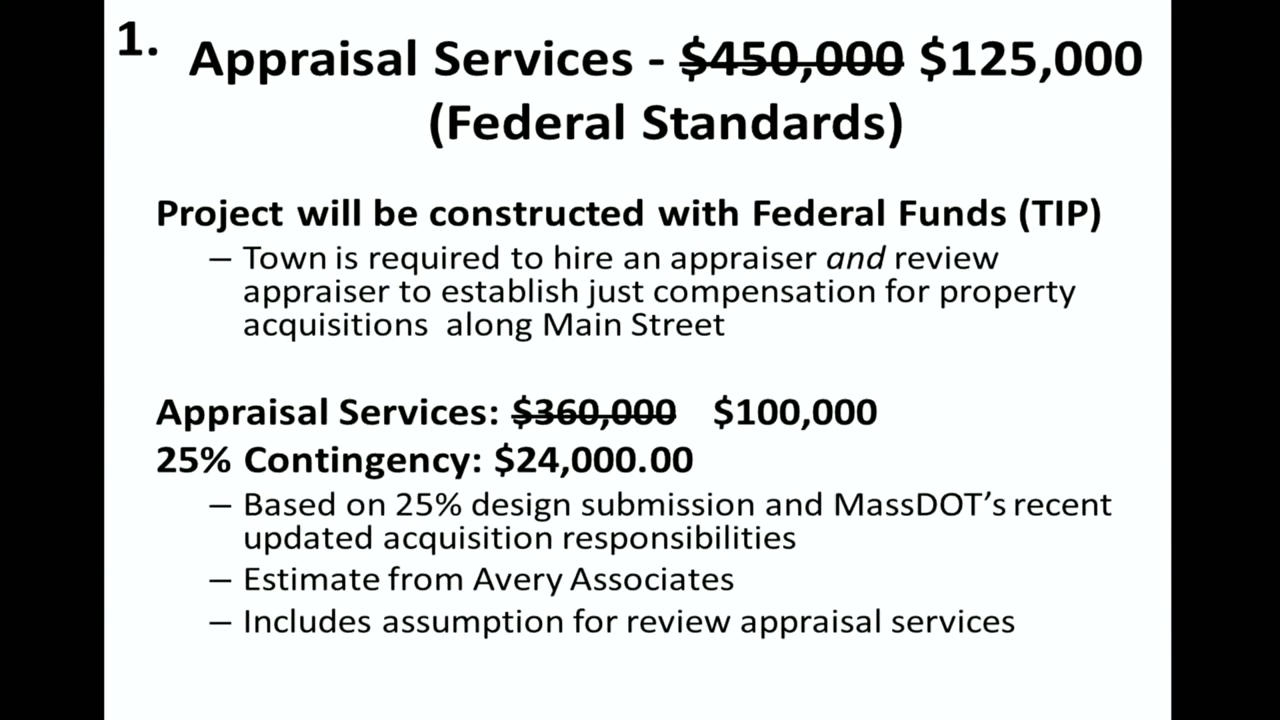 1.
Appraisal Services - $450,000 $125,000
(Federal Standards)
Project will be constructed with Federal Funds (TIP)
– Town is required to hire an appraiser and review
appraiser to establish just compensation for property
acquisitions along Main Street
Appraisal Services: $360,000 $100,000
25% Contingency: $24,000.00
– Based on 25% design submission and MassDOT’s recent
updated acquisition responsibilities
– Estimate from Avery Associates
– Includes assumption for review appraisal services